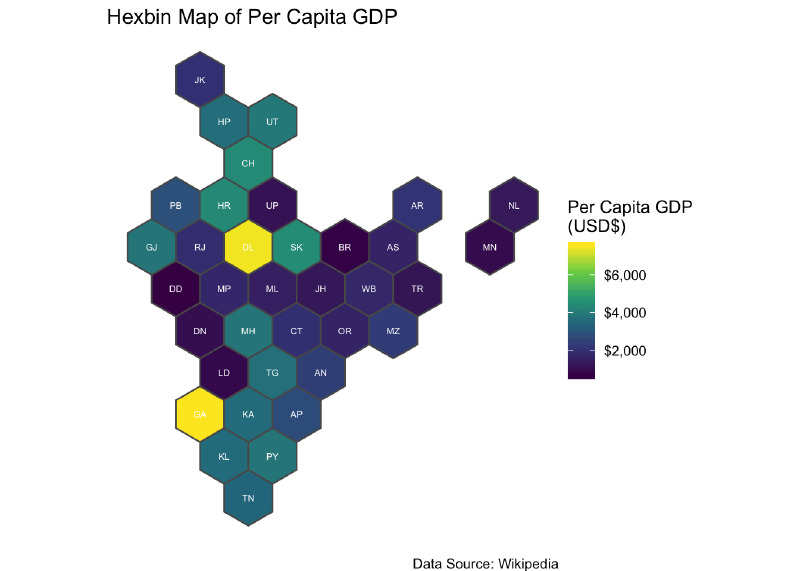 Hexbin Map of Per Capita GDP
JK
HP UT
CH
PB HR UP AR NL
GJ RJ DL SK BR AS MN
DD MP ML JH WB TR
DN MH CT OR MZ
LD TG AN
GA KA AP
KL PY
TN
Per Capita GDP
(USD$)
$6,000
$4,000
$2,000
Data Source: Wikipedia